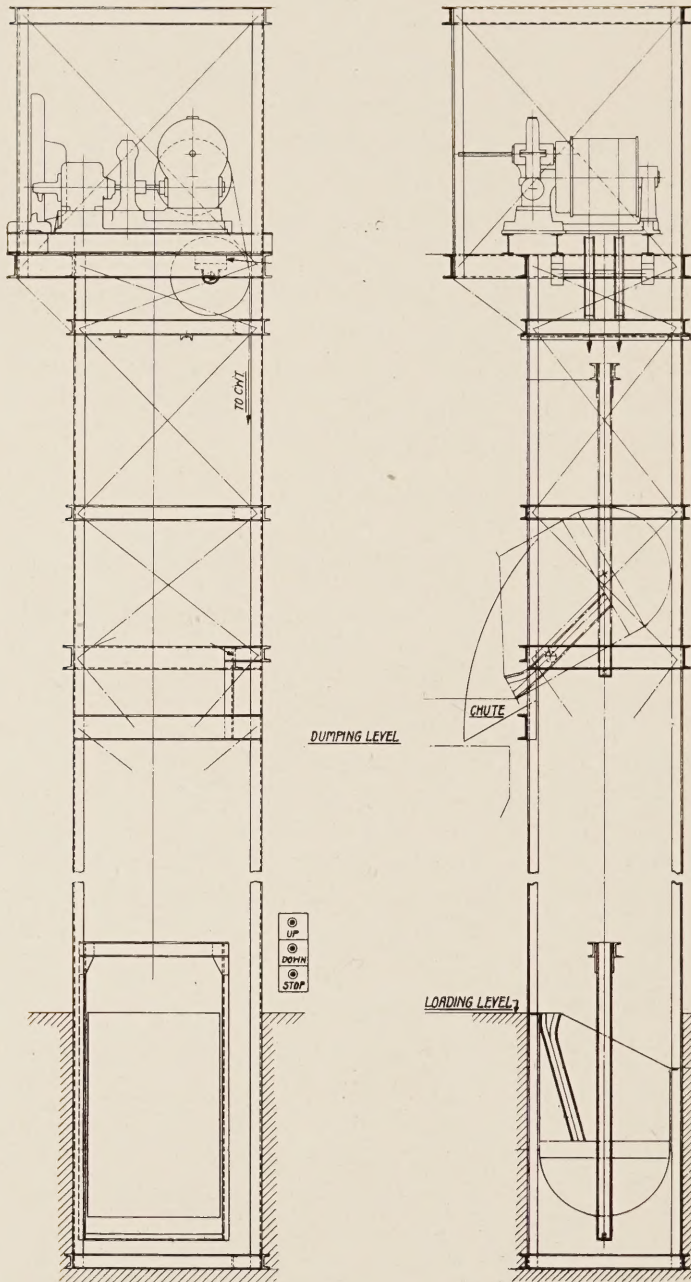 TO CWT.
CHUTE
DUMPING LEVEL
UP
DOWN
STOP
LOADING LEVEL